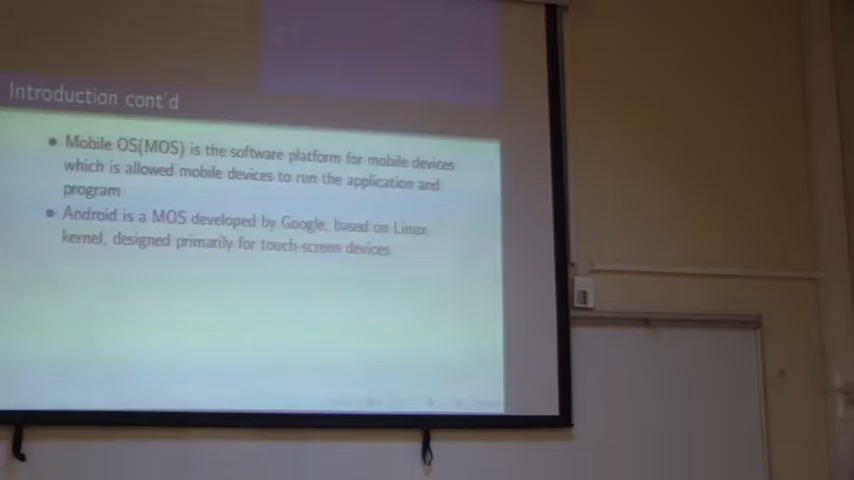 Introduction cont'd
Mobile OS(MOS) is the software platform for mobile devices
which is allowed mobile devices to run the application and
program
Android is a MOS developed by Google, based on Linux
kernel, designed primarily for touch-screen devices